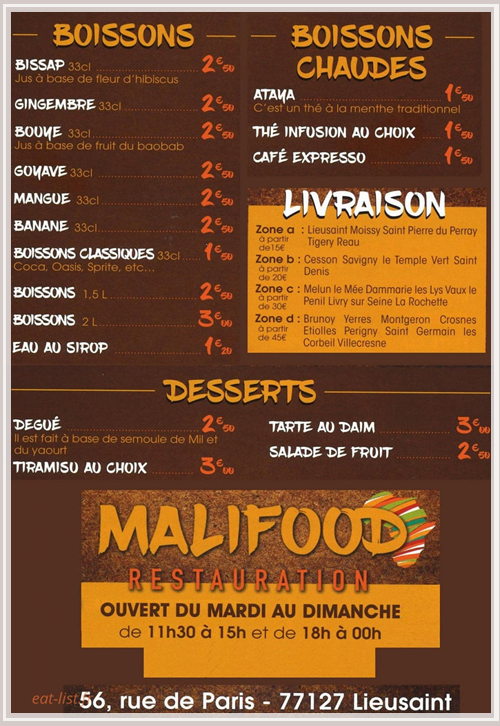 BOISSONS
BISSAP 33cl 2€50
Jus à base de fleur d'hibiscus
GINGEMBRE 33cl 2€50
BOUYE 33cl 2€50
Jus à base de fruit du baobab
GOYAVE 33cl 2€50
MANGUE 33cl 2€50
BANANE 33cl 2€50
BOISSONS CLASSIQUES 33cl 1€50
Coca, Oasis, Sprite, etc...
BOISSONS 1,5 L 2€50
BOISSONS 2 L 3€00
EAU AU SIROP 1€20
BOISSONS
CHAUDES
ATAYA 1€50
C'est un thé à la menthe traditionnel
THÉ INFUSION AU CHOIX 1€50
CAFÉ EXPRESSO 1€50
LIVRAISON
Zone a : Lieusaint Moissy Saint Pierre du Perray
à partir de15€ Tigery Reau
Zone b : Cesson Savigny le Temple Vert Saint
à partir de 20€ Denis
Zone c : Melun le Mée Dammarie les Lys Vaux le
à partir de 30€ Penil Livry sur Seine La Rochette
Zone d : Brunoy Yerres Montgeron Crosnes
à partir Etiolles Perigny Saint Germain les
de 45€ Corbeil Villecresne
DESSERTS
DEGUÉ 2€50
Il est fait à base de semoule de Mil et
du yaourt
TIRAMISU AU CHOIX 3€00
TARTE AU DAIM 3€00
SALADE DE FRUIT 2€50
MALIFOOD
RESTAURATION
OUVERT DU MARDI AU DIMANCHE
de 11h30 à 15h et de 18h à 00h
eat-list
56, rue de Paris - 77127 Lieusaint